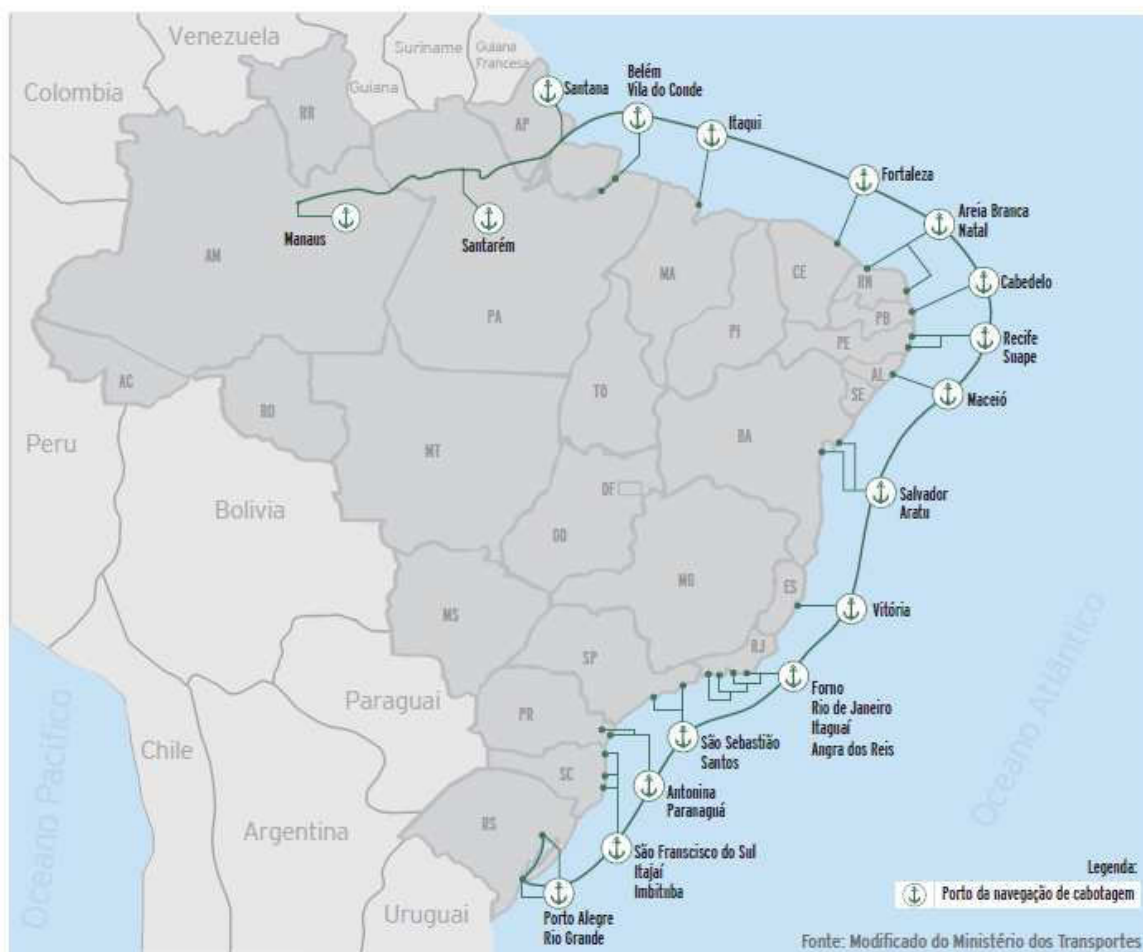 Venezuela
Suriname
Guiana
Francesa
Colombia
Guiana
RR
AP
Santana
Belém
Vila do Conde
Itaqui
Fortaleza
Areia Branca
Natal
Manaus
Santarém
AM
PA
MA
CE
RN
Cabedelo
PB
PI
PE
Recife
Suape
AL
SE
Maceió
AC
RO
TO
BA
MT
Peru
Bolivia
DF
GO
Salvador
Aratu
MG
ES
MS
Vitória
RJ
SP
Paraguai
Forno
Rio de Janeiro
Itaguaí
Angra dos Reis
PR
São Sebastião
Santos
Chile
SC
Antonina
Paranaguá
Oceano Pacífico
Oceano Atlântico
Argentina
RS
São Franscisco do Sul
Itajaí
Imbituba
Uruguai
Porto Alegre
Rio Grande
Legenda:
Porto da navegação de cabotagem
Fonte: Modificado do Ministério dos Transportes